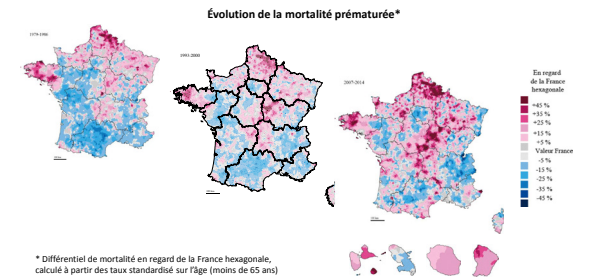 Évolution de la mortalité prématurée*
1979-1986
1993-2000
2007-2014
En regard
de la France
hexagonale
+45 %
+35 %
+25 %
+15 %
+5 %
Valeur France
-5 %
-15 %
-25 %
-35 %
-45 %
* Différentiel de mortalité en regard de la France hexagonale,
calculé à partir des taux standardisé sur l'âge (moins de 65 ans)